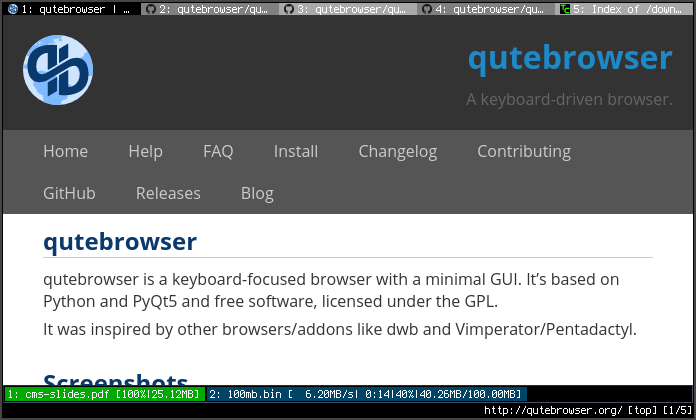 1: qutebrowser | … 2: qutebrowser/qu… 3: qutebrowser/qu… 4: qutebrowser/qu… 5: Index of /down…
qutebrowser
A keyboard-driven browser.
Home Help FAQ Install Changelog Contributing
GitHub Releases Blog
qutebrowser
qutebrowser is a keyboard-focused browser with a minimal GUI. It’s based on
Python and PyQt5 and free software, licensed under the GPL.
It was inspired by other browsers/addons like dwb and Vimperator/Pentadactyl.
Screenshots
1: cms-slides.pdf [100%|25.12MB] 2: 100mb.bin [  6.20MB/s| 0:14|40%|40.26MB/100.00MB]
http://qutebrowser.org/ [top] [1/5]